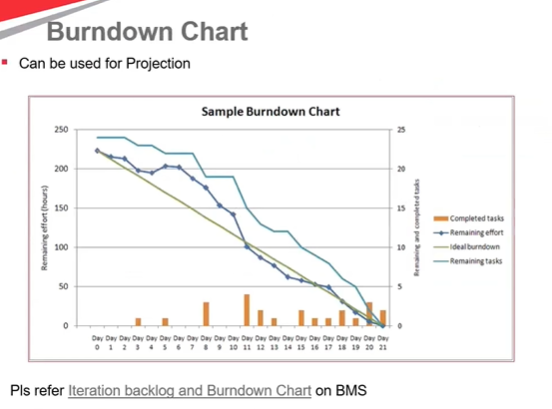 Burndown Chart
Can be used for Projection
Sample Burndown Chart
250
200
150
100
50
0
Remaining effort (hours)
25
20
15
10
5
0
Remaining and completed tasks
Completed tasks
Remaining effort
Ideal burndown
Remaining tasks
Day Day Day Day Day Day Day Day Day Day Day Day Day Day Day Day Day Day Day Day Day Day
0 1 2 3 4 5 6 7 8 9 10 11 12 13 14 15 16 17 18 19 20 21
Pls refer Iteration backlog and Burndown Chart on BMS